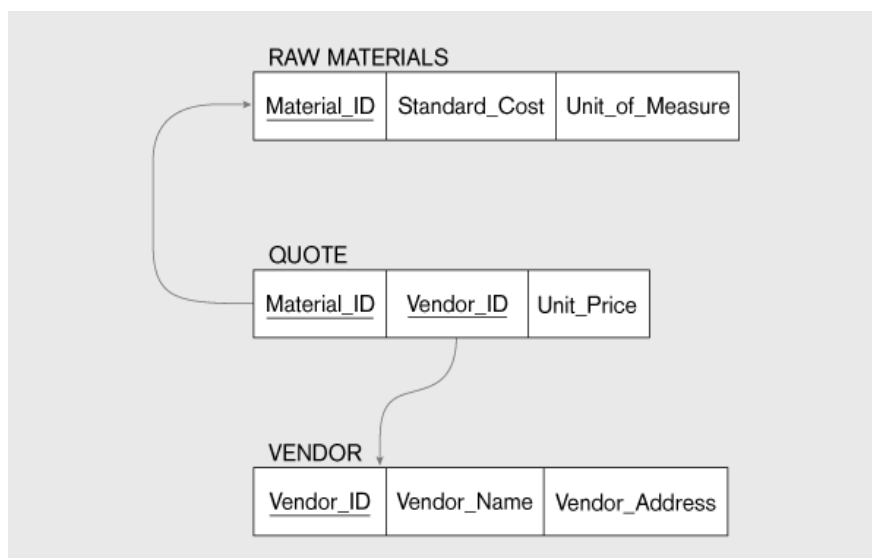 RAW MATERIALS
Material_ID Standard_Cost Unit_of_Measure
QUOTE
Material_ID Vendor_ID Unit_Price
VENDOR
Vendor_ID Vendor_Name Vendor_Address